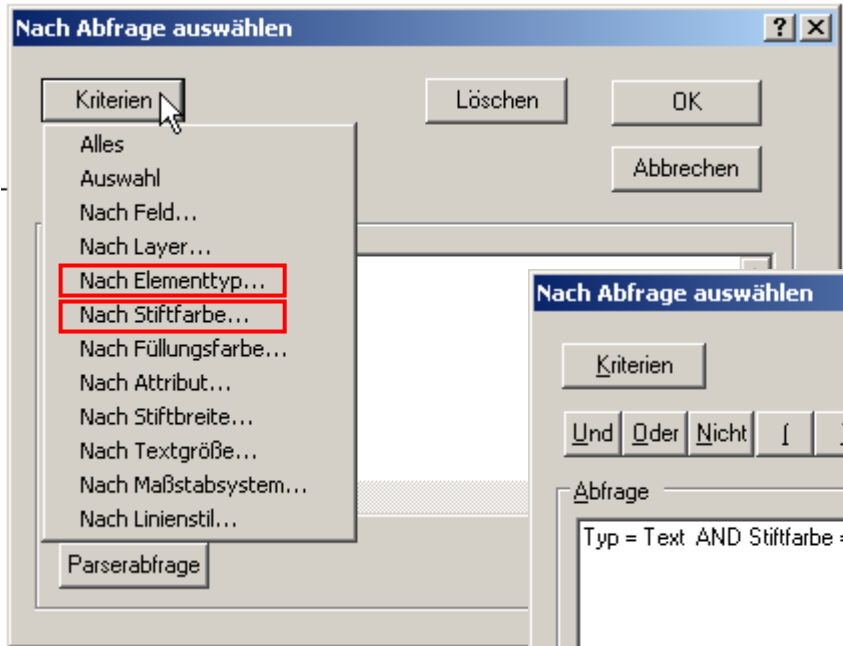 Nach Abfrage auswählen
Kriterien
Löschen
OK
Abbrechen
Alles
Auswahl
Nach Feld...
Nach Layer...
Nach Elementtyp...
Nach Stiftfarbe...
Nach Füllungsfarbe...
Nach Attribut...
Nach Stiftbreite...
Nach Textgröße...
Nach Maßstabsystem...
Nach Linienstil...
Parserabfrage
Nach Abfrage auswählen
Kriterien
Und Oder Nicht (
Abfrage
Typ = Text AND Stiftfarbe =